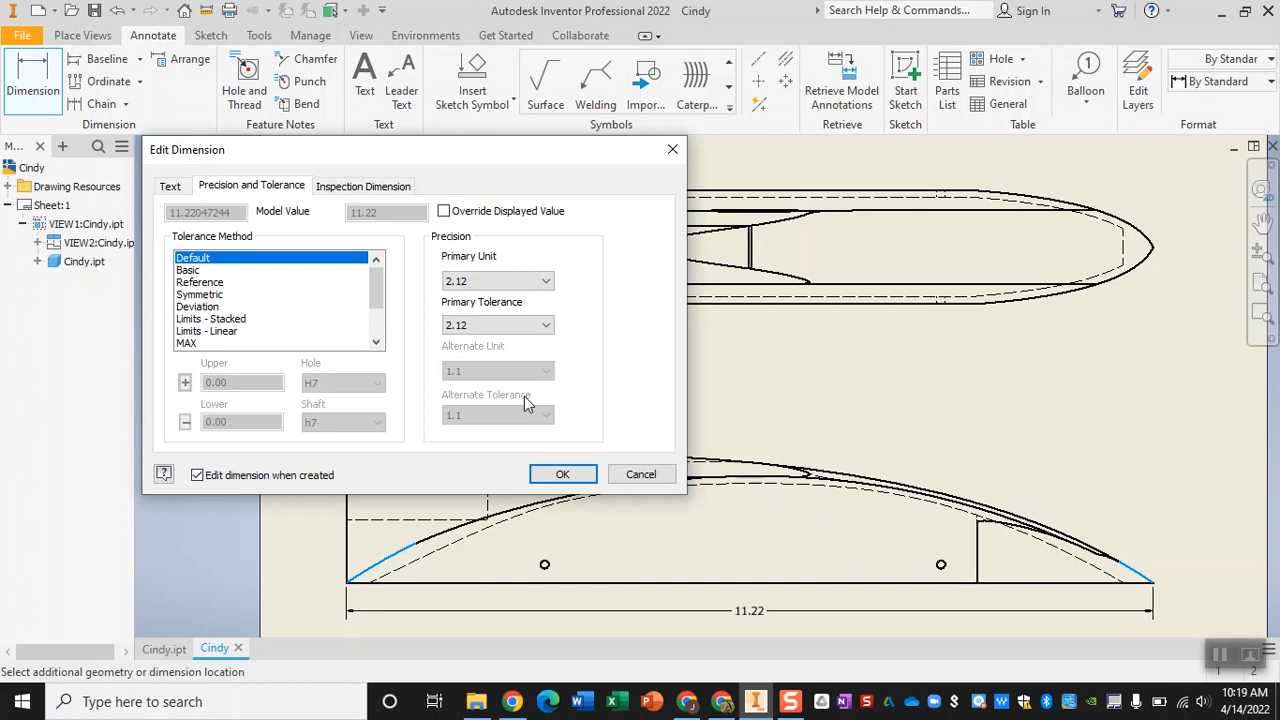 Autodesk Inventor Professional 2022 Cindy
Search Help & Commands...
Sign In
File Place Views Annotate Sketch Tools Manage View Environments Get Started Collaborate
Dimension
Baseline
Ordinate
Chain
Arrange
Dimension
Hole and Thread
Chamfer
Punch
Bend
Feature Notes
Text
Leader Text
Text
Insert Sketch Symbol
Surface
Welding
Impor...
Caterp...
Symbols
Retrieve Model Annotations
Retrieve
Start Sketch
Sketch
Parts List
Hole
Revision
General
Table
Balloon
Edit Layers
By Standar
By Standard
Format
M...
Cindy
Drawing Resources
Sheet:1
VIEW1:Cindy.ipt
VIEW2:Cindy.ip
Cindy.ipt
Edit Dimension
Text Precision and Tolerance Inspection Dimension
11.22047244 Model Value 11.22 Override Displayed Value
Tolerance Method
Default
Basic
Reference
Symmetric
Deviation
Limits - Stacked
Limits - Linear
MAX
Upper Hole
0.00 H7
Lower Shaft
0.00 h7
Precision
Primary Unit
2.12
Primary Tolerance
2.12
Alternate Unit
1.1
Alternate Tolerance
1.1
? Edit dimension when created OK Cancel
11.22
Cindy.ipt Cindy
Select additional geometry or dimension location
1 2
Type here to search
10:19 AM
4/14/2022